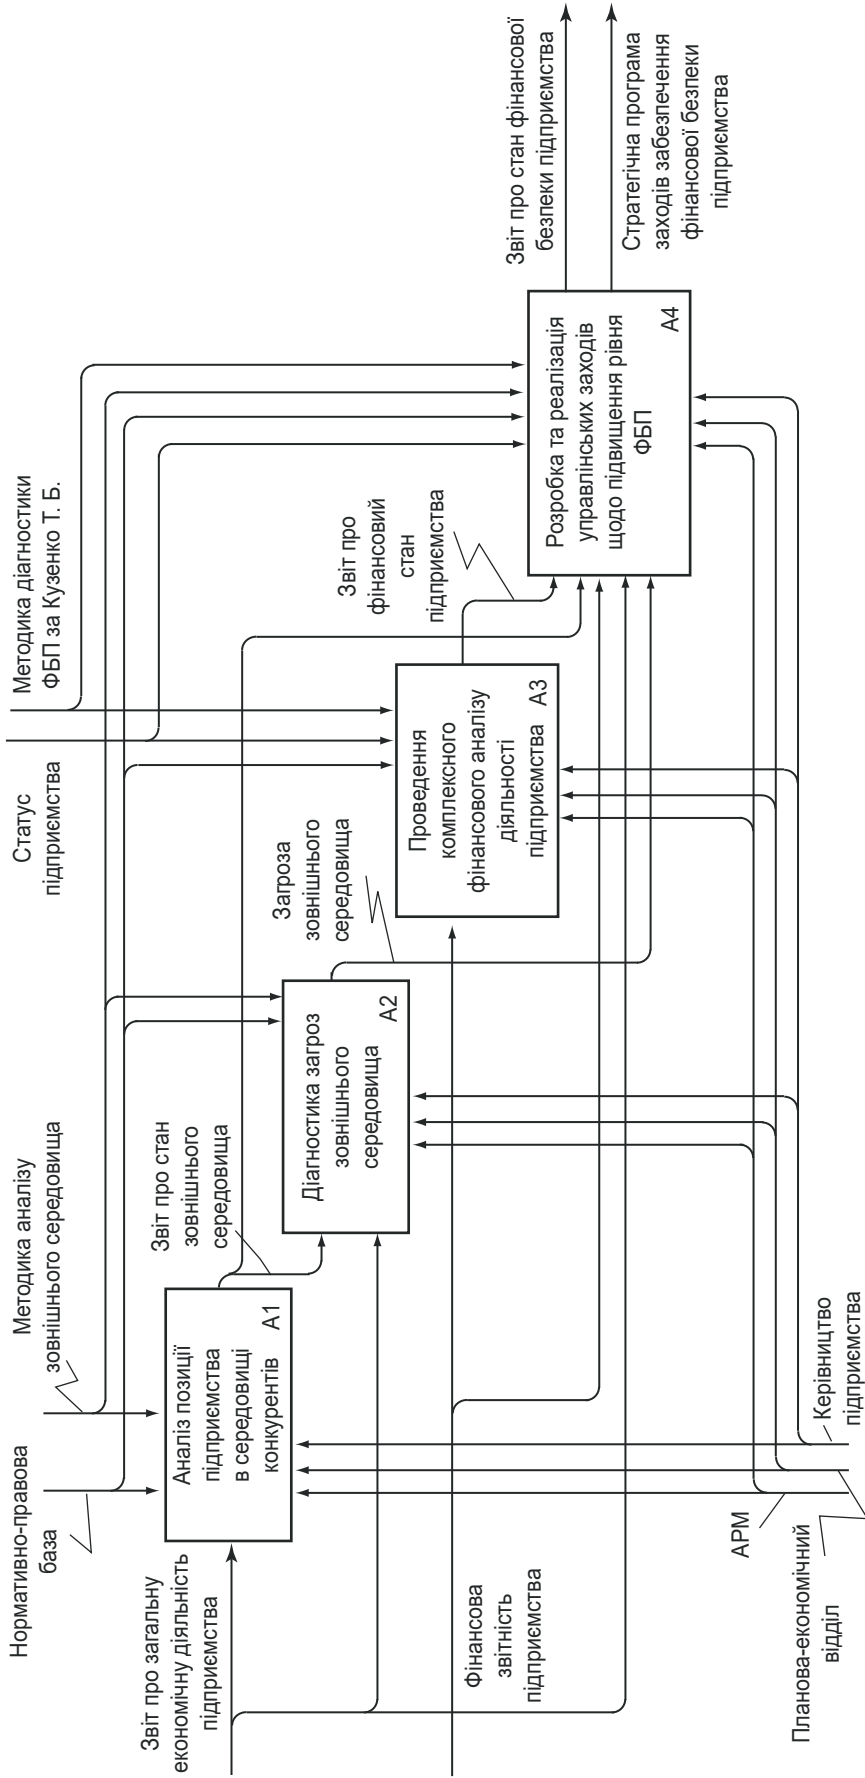 Нормативно-правова
база
Методика аналізу
зовнішнього середовища
Статус
підприємства
Методика діагностики
ФБП за Кузенко Т. Б.
Звіт про загальну
економічну діяльність
підприємства
Аналіз позиції
підприємства
в середовищі
конкурентів
А1
Звіт про стан
зовнішнього
середовища
Діагностика загроз
зовнішнього
середовища
А2
Загроза
зовнішнього
середовища
Фінансова
звітність
підприємства
Проведення
комплексного
фінансового аналізу
діяльності
підприємства
А3
Звіт про
фінансовий
стан
підприємства
Розробка та реалізація
управлінських заходів
щодо підвищення рівня
ФБП
А4
Звіт про стан фінансової
безпеки підприємства
Стратегічна програма
заходів забезпечення
фінансової безпеки
підприємства
АРМ
Планова-економічний
відділ
Керівництво
підприємства